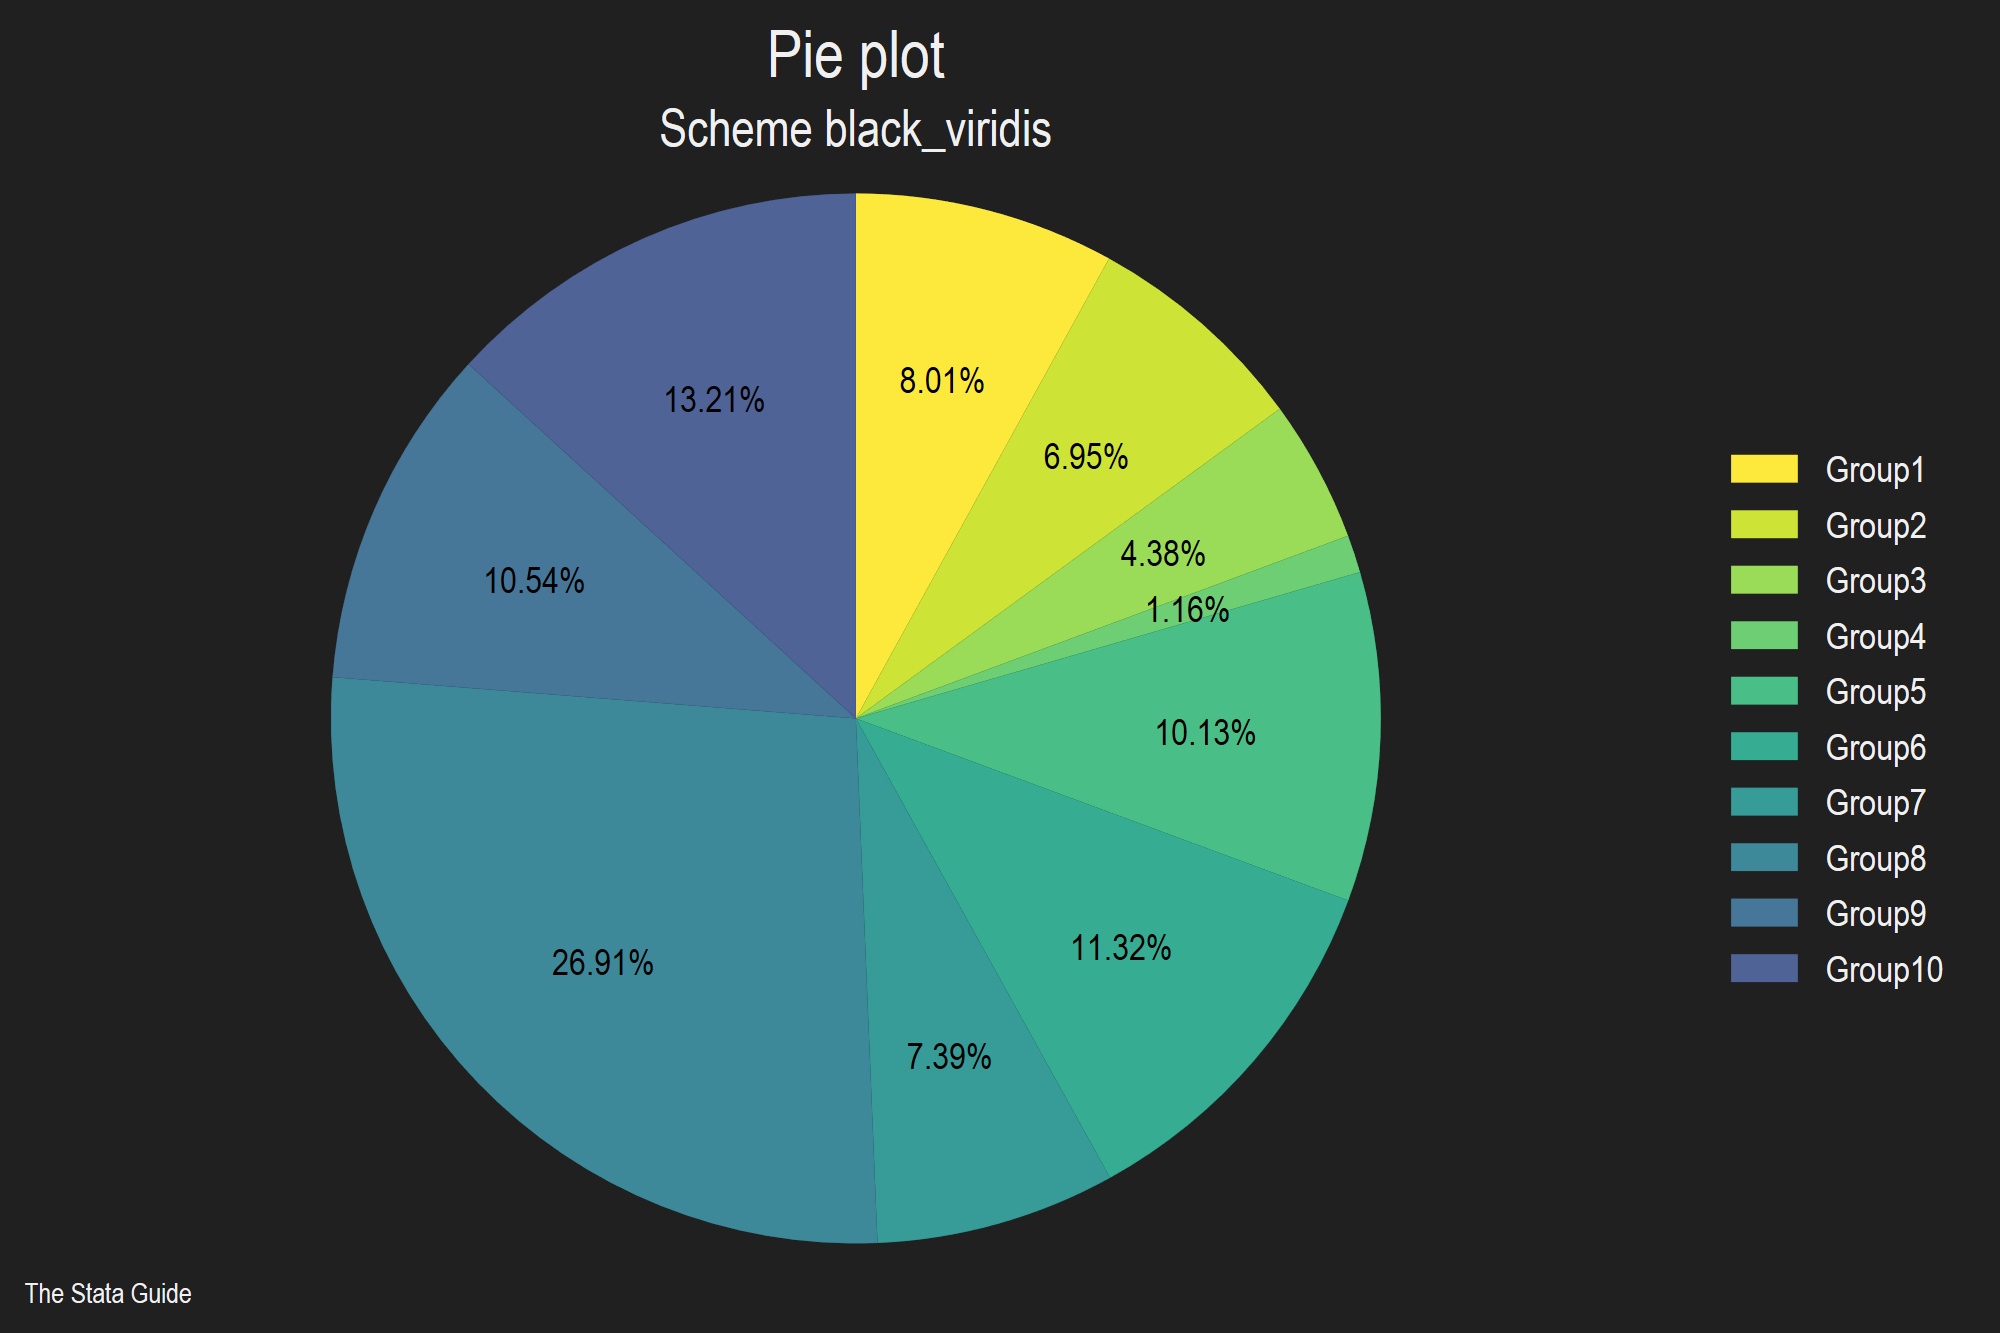 Pie plot
Scheme black_viridis
8.01%
6.95%
4.38%
1.16%
10.13%
11.32%
7.39%
26.91%
10.54%
13.21%
Group1
Group2
Group3
Group4
Group5
Group6
Group7
Group8
Group9
Group10
The Stata Guide